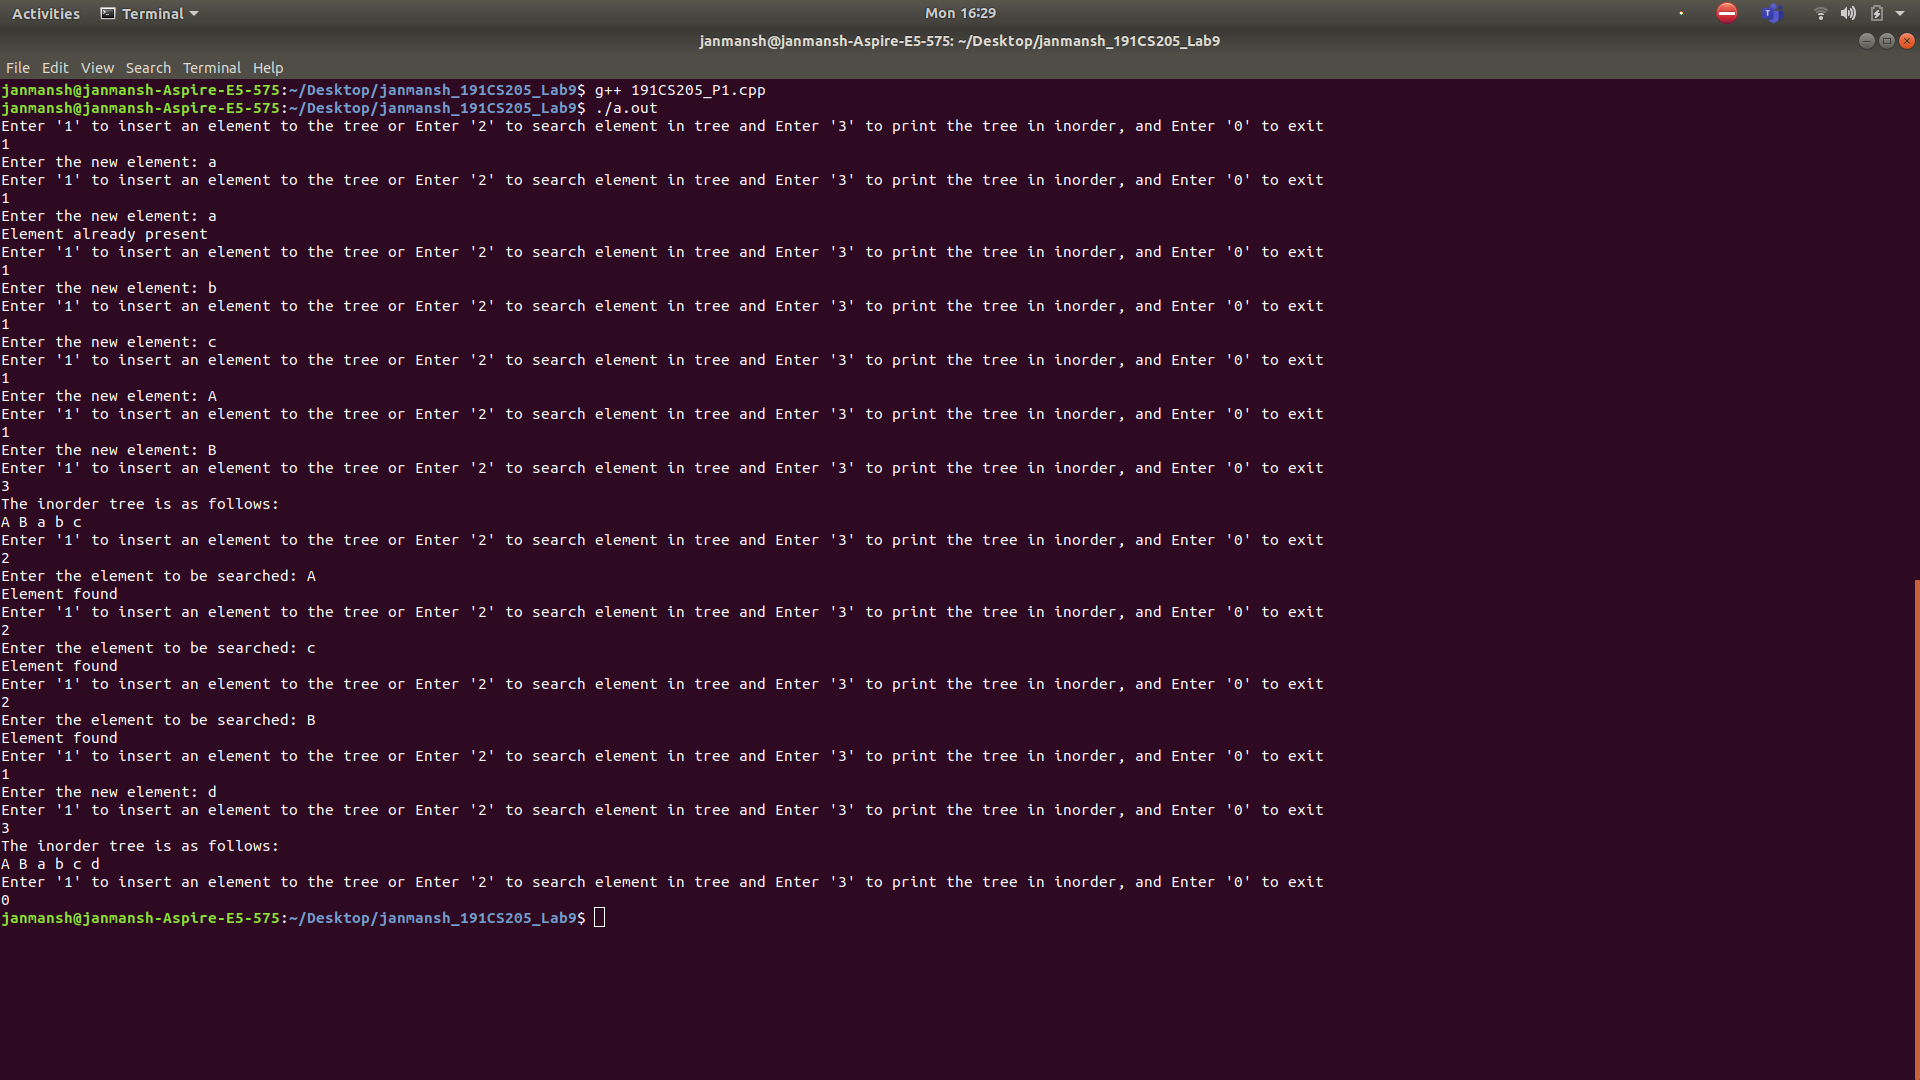 Activities Terminal Mon 16:29
janmansh@janmansh-Aspire-E5-575: ~/Desktop/janmansh_191CS205_Lab9
File Edit View Search Terminal Help
janmansh@janmansh-Aspire-E5-575:~/Desktop/janmansh_191CS205_Lab9$ g++ 191CS205_P1.cpp
janmansh@janmansh-Aspire-E5-575:~/Desktop/janmansh_191CS205_Lab9$ ./a.out
Enter '1' to insert an element to the tree or Enter '2' to search element in tree and Enter '3' to print the tree in inorder, and Enter '0' to exit
1
Enter the new element: a
Enter '1' to insert an element to the tree or Enter '2' to search element in tree and Enter '3' to print the tree in inorder, and Enter '0' to exit
1
Enter the new element: a
Element already present
Enter '1' to insert an element to the tree or Enter '2' to search element in tree and Enter '3' to print the tree in inorder, and Enter '0' to exit
1
Enter the new element: b
Enter '1' to insert an element to the tree or Enter '2' to search element in tree and Enter '3' to print the tree in inorder, and Enter '0' to exit
1
Enter the new element: c
Enter '1' to insert an element to the tree or Enter '2' to search element in tree and Enter '3' to print the tree in inorder, and Enter '0' to exit
1
Enter the new element: A
Enter '1' to insert an element to the tree or Enter '2' to search element in tree and Enter '3' to print the tree in inorder, and Enter '0' to exit
1
Enter the new element: B
Enter '1' to insert an element to the tree or Enter '2' to search element in tree and Enter '3' to print the tree in inorder, and Enter '0' to exit
3
The inorder tree is as follows:
A B a b c
Enter '1' to insert an element to the tree or Enter '2' to search element in tree and Enter '3' to print the tree in inorder, and Enter '0' to exit
2
Enter the element to be searched: A
Element found
Enter '1' to insert an element to the tree or Enter '2' to search element in tree and Enter '3' to print the tree in inorder, and Enter '0' to exit
2
Enter the element to be searched: c
Element found
Enter '1' to insert an element to the tree or Enter '2' to search element in tree and Enter '3' to print the tree in inorder, and Enter '0' to exit
2
Enter the element to be searched: B
Element found
Enter '1' to insert an element to the tree or Enter '2' to search element in tree and Enter '3' to print the tree in inorder, and Enter '0' to exit
1
Enter the new element: d
Enter '1' to insert an element to the tree or Enter '2' to search element in tree and Enter '3' to print the tree in inorder, and Enter '0' to exit
3
The inorder tree is as follows:
A B a b c d
Enter '1' to insert an element to the tree or Enter '2' to search element in tree and Enter '3' to print the tree in inorder, and Enter '0' to exit
0
janmansh@janmansh-Aspire-E5-575:~/Desktop/janmansh_191CS205_Lab9$